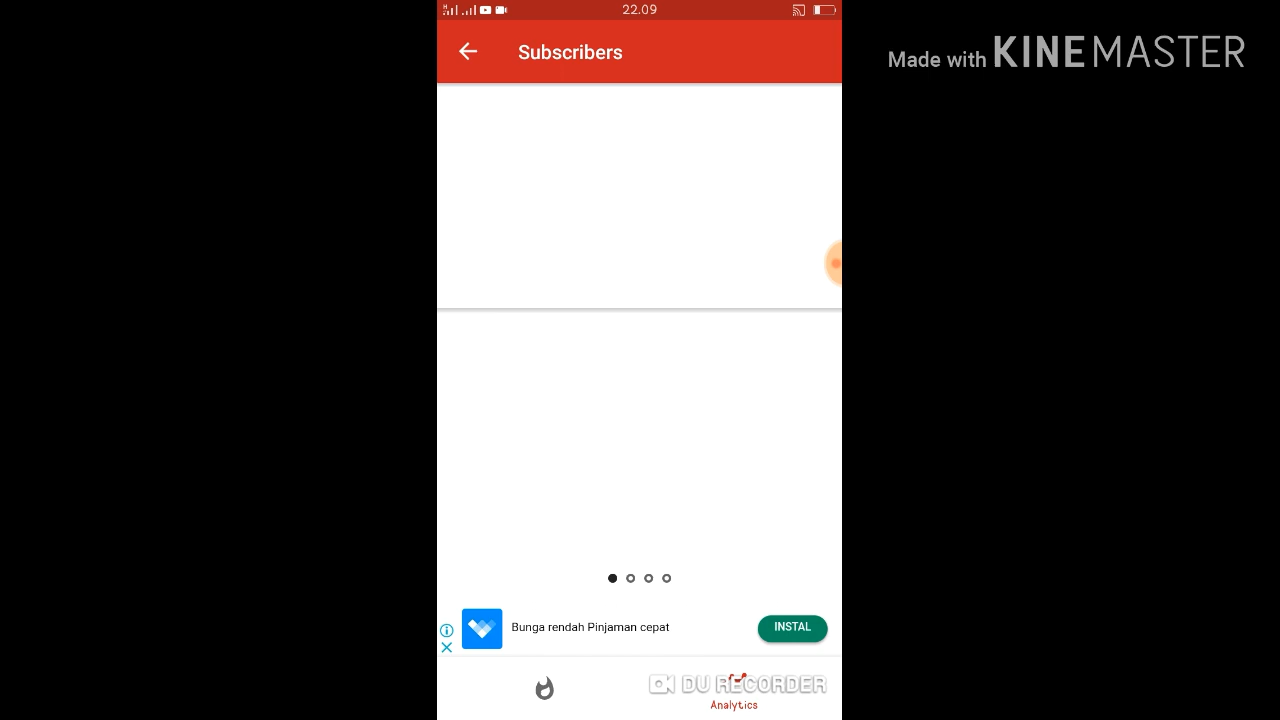 22.09
Subscribers
Made with KINEMASTER
Bunga rendah Pinjaman cepat
INSTAL
DU RECORDER
Analytics